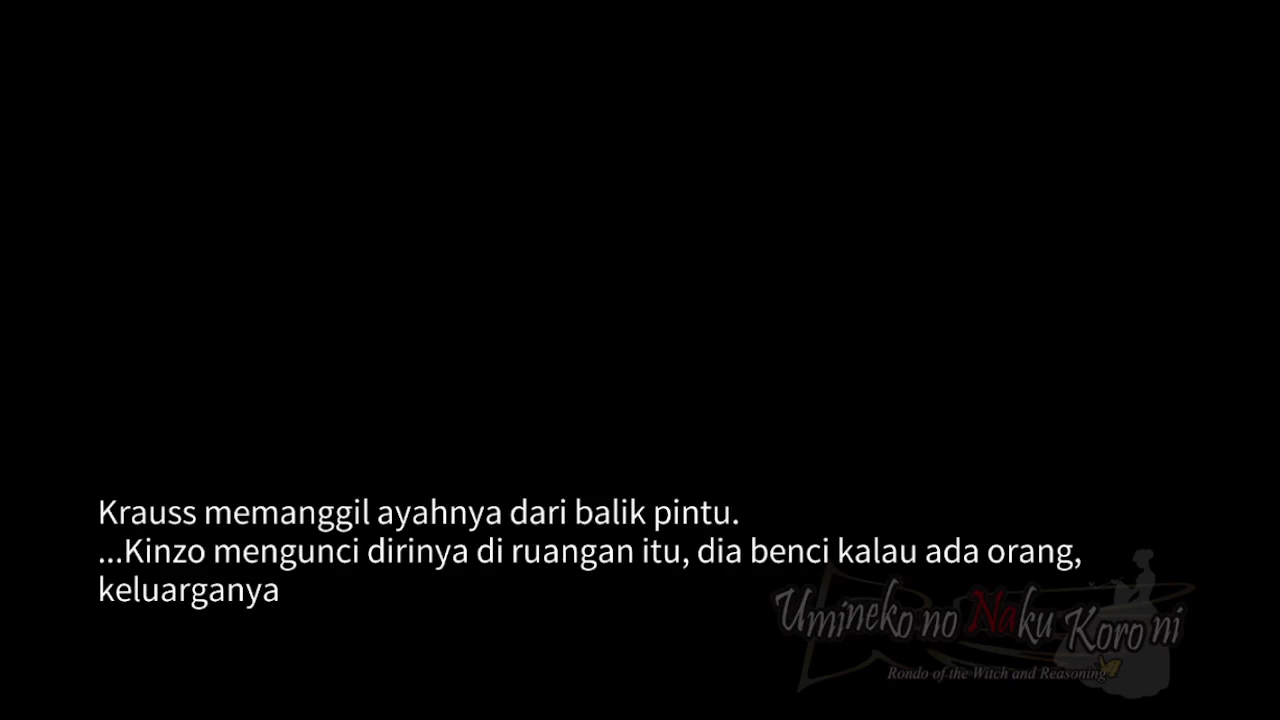 Krauss memanggil ayahnya dari balik pintu.
...Kinzo mengunci dirinya di ruangan itu, dia benci kalau ada orang,
keluarganya
Umineko no Naku Koro ni
Rondo of the Witch and Reasoning